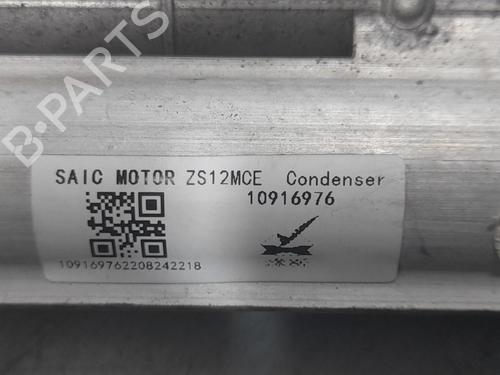 B-PARTS
SAIC MOTOR ZS12MCE Condenser
10916976
109169762208242218